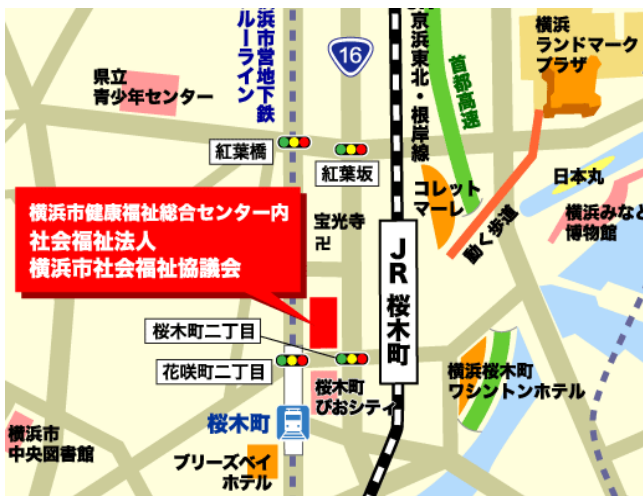 横浜
ランドマーク
プラザ
16
浜市営地下鉄
ルーライン
京浜東北・根岸線
首都高速
県立
青少年センター
紅葉橋
紅葉坂
コレット
マーレ
日本丸
動く歩道
横浜みなと
博物館
横浜市健康福祉総合センター内
社会福祉法人
横浜市社会福祉協議会
宝光寺
卍
JR 桜木町
桜木町二丁目
花咲町二丁目
桜木町
ぴおシティ
横浜桜木町
ワシントンホテル
桜木町
横浜市
中央図書館
ブリーズベイ
ホテル